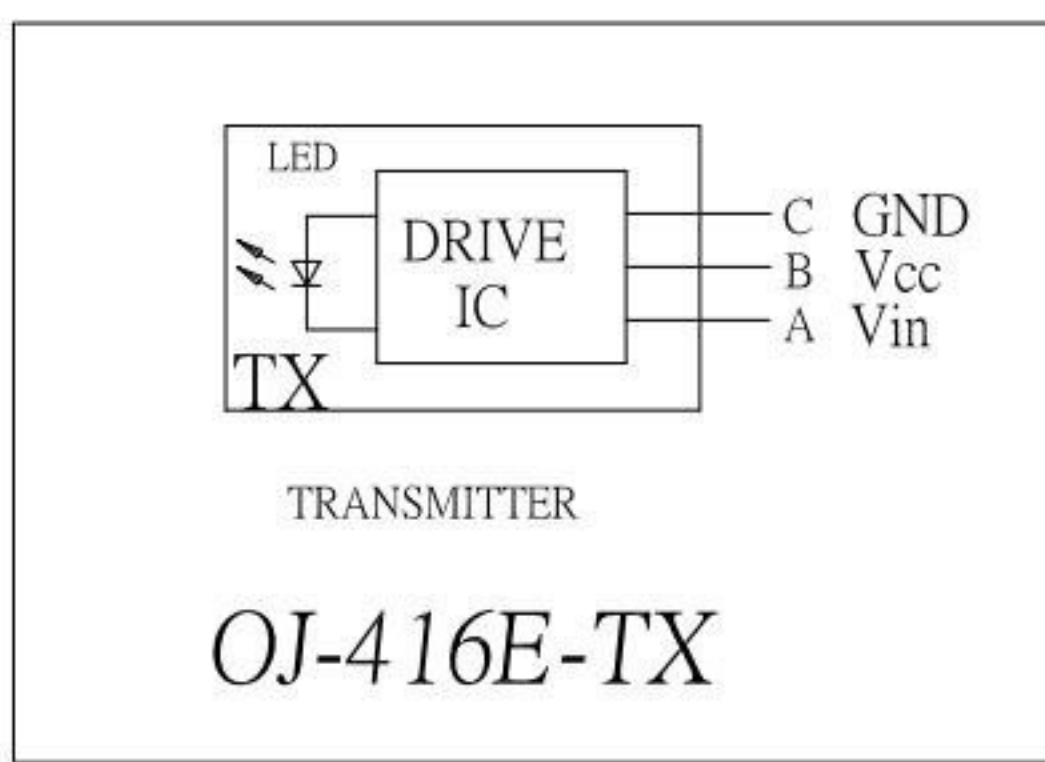 LED
DRIVE
IC
C GND
B Vcc
A Vin
TX
TRANSMITTER
OJ-416E-TX